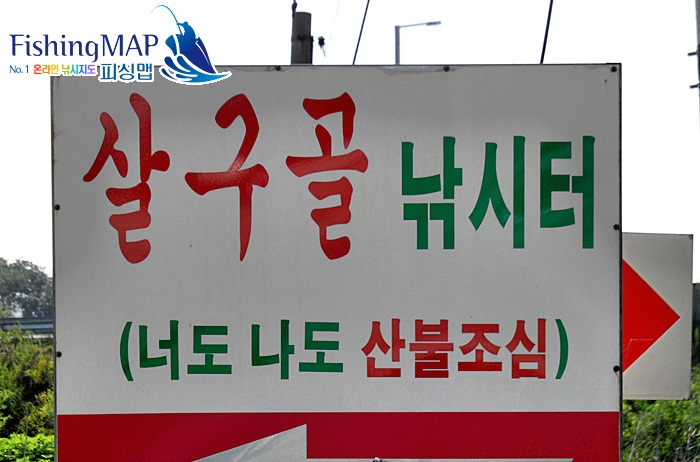 FishingMAP
No.1 온라인 낚시지도 피싱맵
살구골 낚시터
(너도 나도 산불조심)